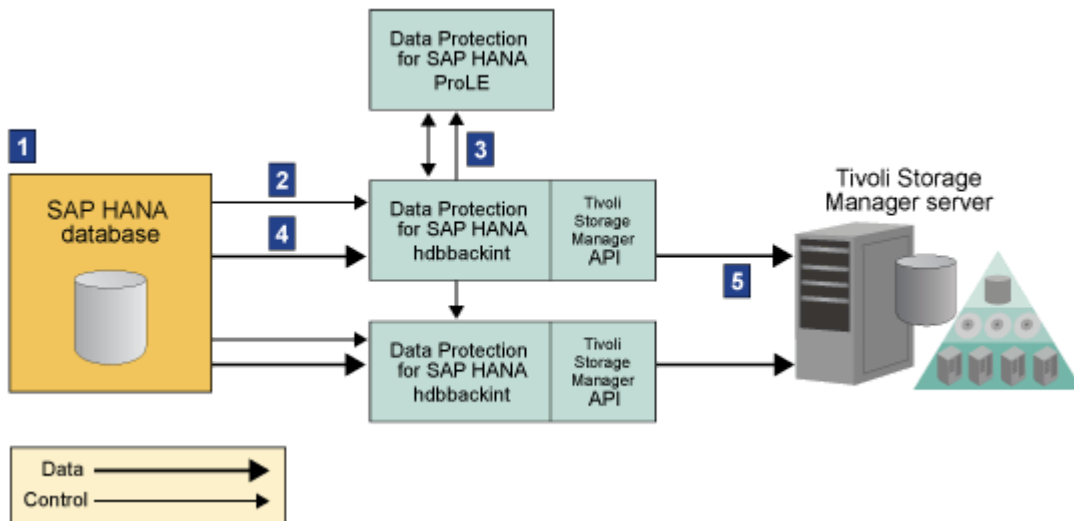 Data Protection
for SAP HANA
ProLE
1
2
3
SAP HANA
database
4
Data Protection
for SAP HANA
hdbbackint
Tivoli
Storage
Manager
API
Tivoli Storage
Manager server
5
Data Protection
for SAP HANA
hdbbackint
Tivoli
Storage
Manager
API
Data
Control